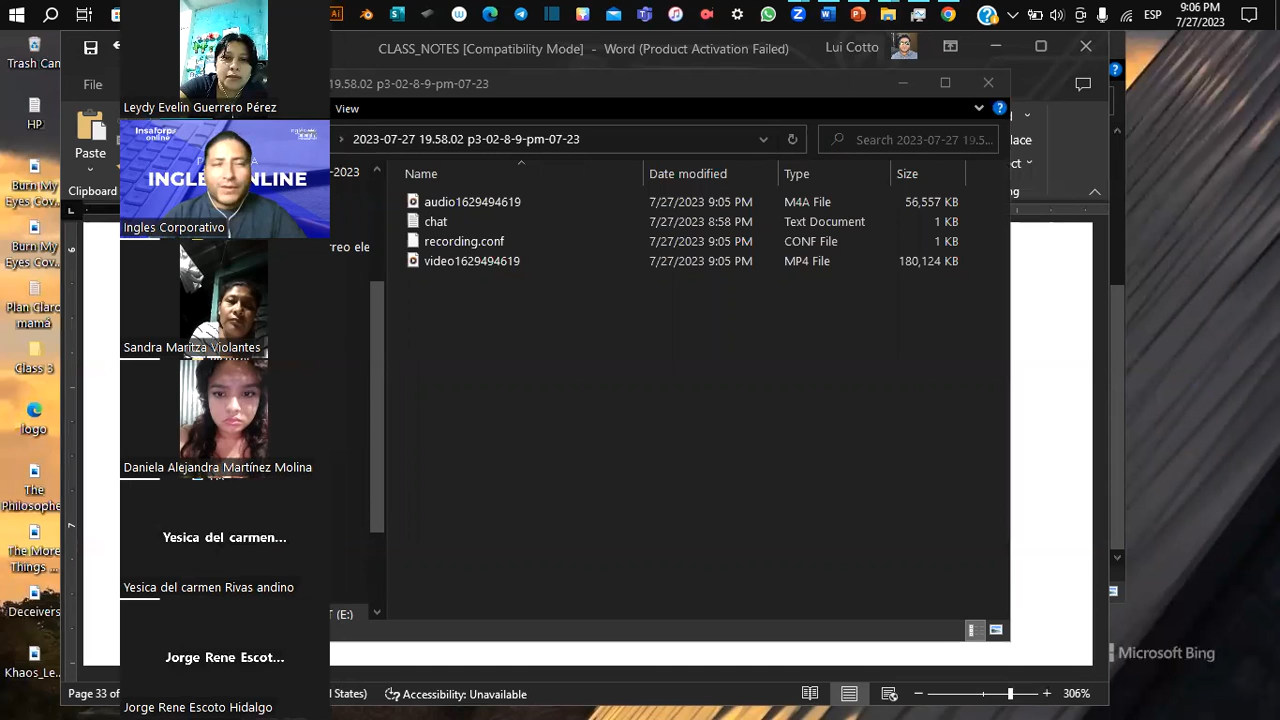 ESP
9:06 PM
7/27/2023
CLASS_NOTES [Compatibility Mode] - Word (Product Activation Failed)
Lui Cotto
Trash Can
HP
Burn My
Eyes Cov...
Burn My
Eyes Cov...
Plan Claro
mamá
Class 3
logo
The
Philosophe
The More
Things ...
Deceivers
Khaos_Le...
File
Paste
Clipboard
Leydy Evelin Guerrero Pérez
Insaforp
online
INGLES ONLINE
Ingles Corporativo
Sandra Maritza Violantes
Daniela Alejandra Martínez Molina
Yesica del carmen...
Yesica del carmen Rivas andino
Jorge Rene Escot...
Jorge Rene Escoto Hidalgo
19.58.02 p3-02-8-9-pm-07-23
View
2023-07-27 19.58.02 p3-02-8-9-pm-07-23
Search 2023-07-27 19.5...
-2023
rreo ele
T (E:)
Name Date modified Type Size
audio1629494619 7/27/2023 9:05 PM M4A File 56,557 KB
chat 7/27/2023 8:58 PM Text Document 1 KB
recording.conf 7/27/2023 9:05 PM CONF File 1 KB
video1629494619 7/27/2023 9:05 PM MP4 File 180,124 KB
lace
ect
ng
6
7
Microsoft Bing
Page 33 of
d States)
Accessibility: Unavailable
306%